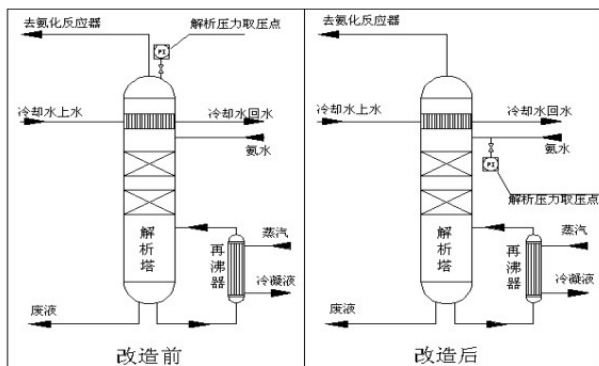 去氨化反应器
PI
解析压力取压点
冷却水上水
冷却水回水
氨水
解析塔
再沸器
蒸汽
冷凝液
废液
改造前
去氨化反应器
冷却水上水
冷却水回水
氨水
PI
解析压力取压点
解析塔
再沸器
蒸汽
冷凝液
废液
改造后